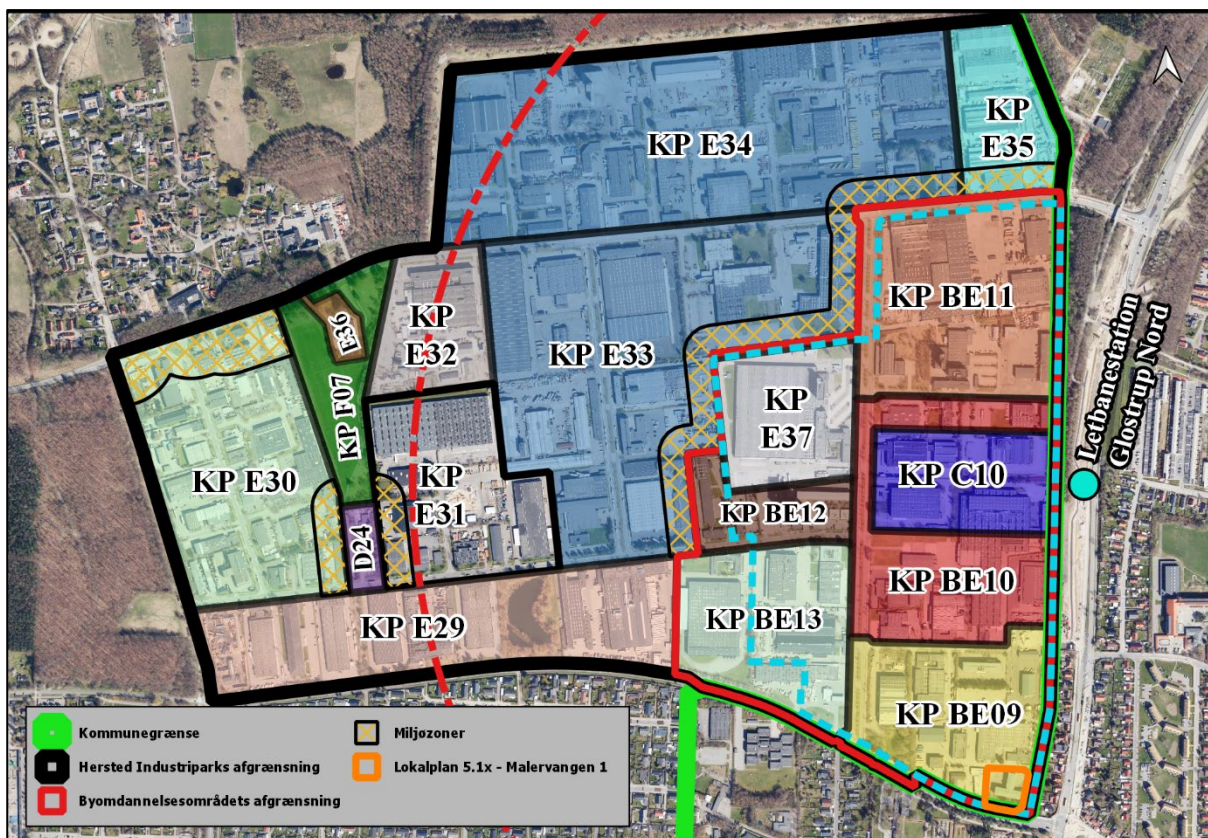 KP E34
KP
E35
KP BE11
E36
KP
E32
KP E33
KP F07
KP
E37
KP E30
KP
E31
KP C10
Letbanestation
Glostrup Nord
KP BE12
D24
KP BE10
KP BE13
KP E29
KP BE09
Kommunegrænse
Hersted Industriparks afgrænsning
Byomdannelsesområdets afgrænsning
Miljøzoner
Lokalplan 5.1x - Malervangen 1